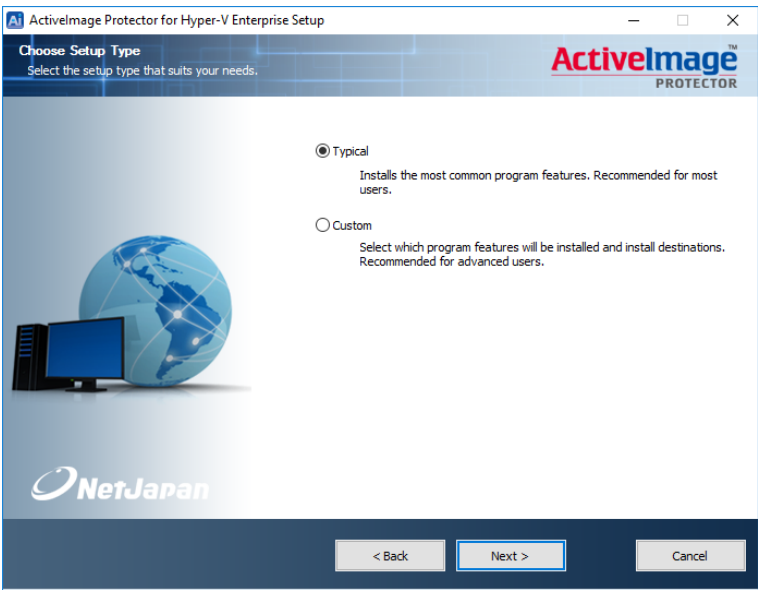 Ai ActiveImage Protector for Hyper-V Enterprise Setup
Choose Setup Type
Select the setup type that suits your needs.
ActiveImage™
PROTECTOR
Typical
Installs the most common program features. Recommended for most
users.
Custom
Select which program features will be installed and install destinations.
Recommended for advanced users.
NetJapan
< Back
Next >
Cancel